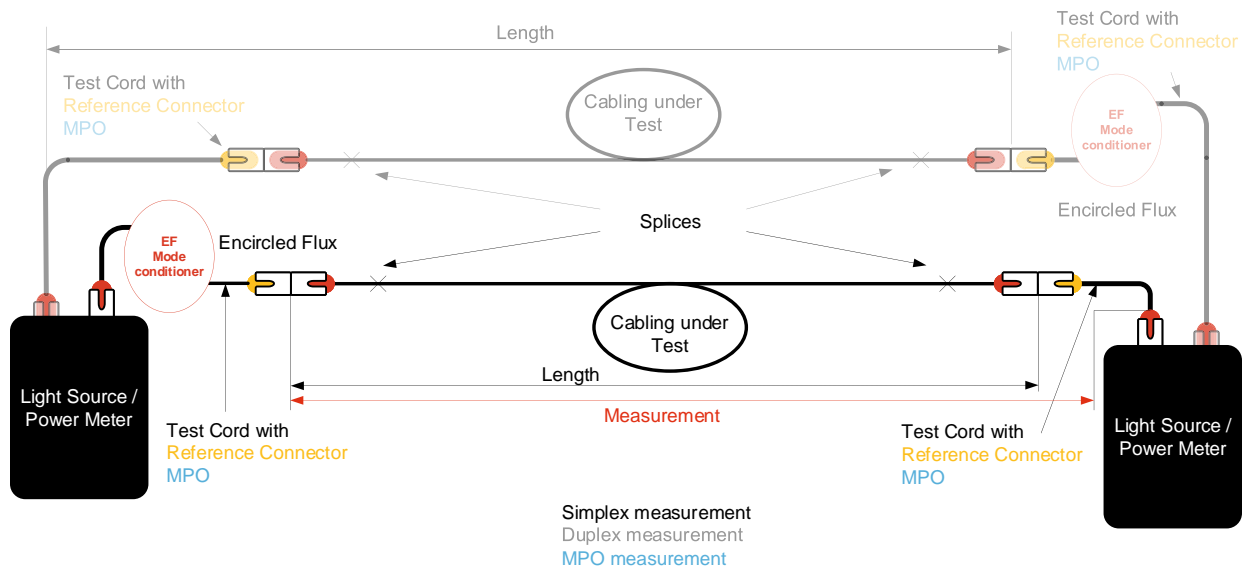 Test Cord with
Reference Connector
MPO
Length
Test Cord with
Reference Connector
MPO
Cabling under
Test
EF
Mode
conditioner
Encircled Flux
Splices
EF
Mode
conditioner
Encircled Flux
Cabling under
Test
Length
Measurement
Light Source /
Power Meter
Light Source /
Power Meter
Test Cord with
Reference Connector
MPO
Test Cord with
Reference Connector
MPO
Simplex measurement
Duplex measurement
MPO measurement